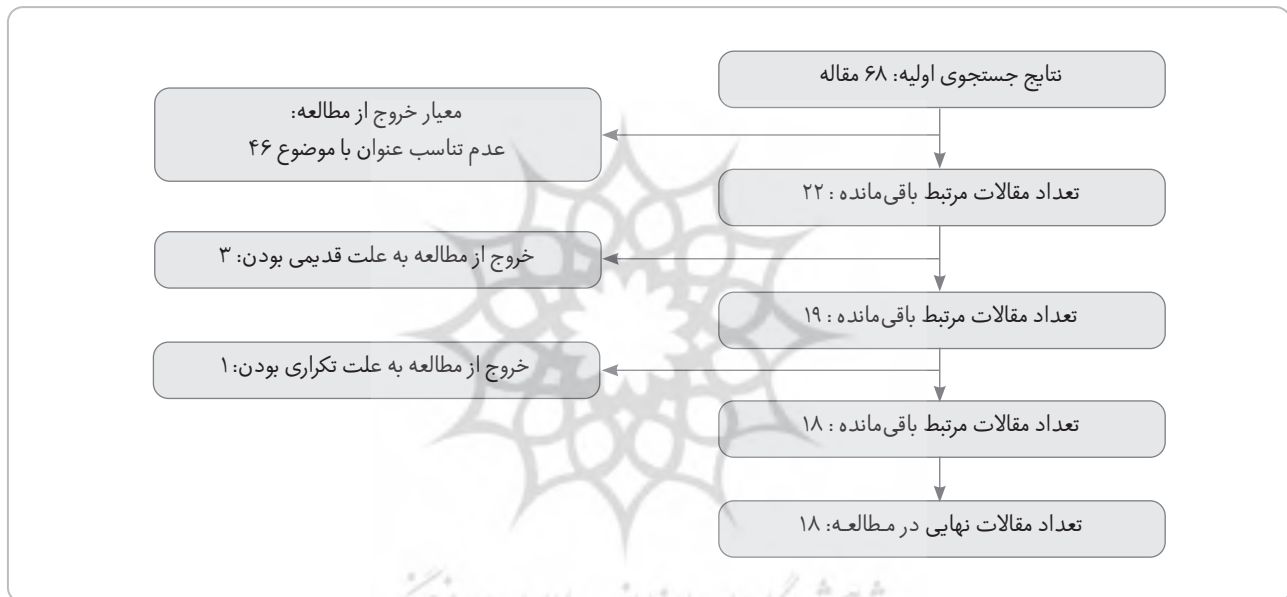 نتایج جستجوی اولیه: ۶۸ مقاله
معیار خروج از مطالعه:
عدم تناسب عنوان با موضوع ۴۶
تعداد مقالات مرتبط باقی‌مانده : ۲۲
خروج از مطالعه به علت قدیمی بودن: ۳
تعداد مقالات مرتبط باقی‌مانده : ۱۹
خروج از مطالعه به علت تکراری بودن: ۱
تعداد مقالات مرتبط باقی‌مانده : ۱۸
تعداد مقالات نهایی در مطالعه: ۱۸